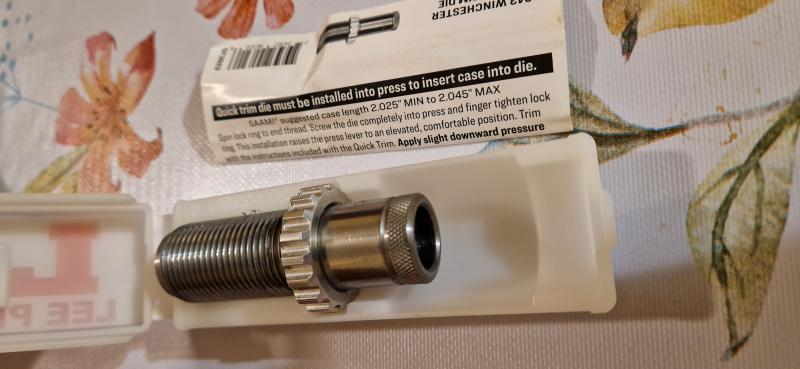 243 WINCHESTER
TRIM DIE
Quick trim die must be installed into press to insert case into die.
SAAMI* suggested case length 2.025" MIN to 2.045" MAX
Spin lock ring to end thread. Screw the die completely into press and finger tighten lock
ring. This installation raises the press lever to an elevated, comfortable position. Trim
with the instructions included with the Quick Trim. Apply slight downward pressure
LEE P